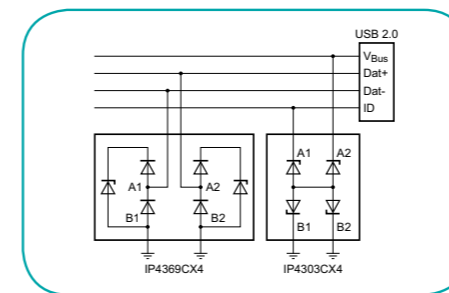 USB 2.0
VBus
Dat+
Dat-
ID
A1 A2
A1 A2
B1 B2
B1 B2
IP4369CX4 IP4303CX4